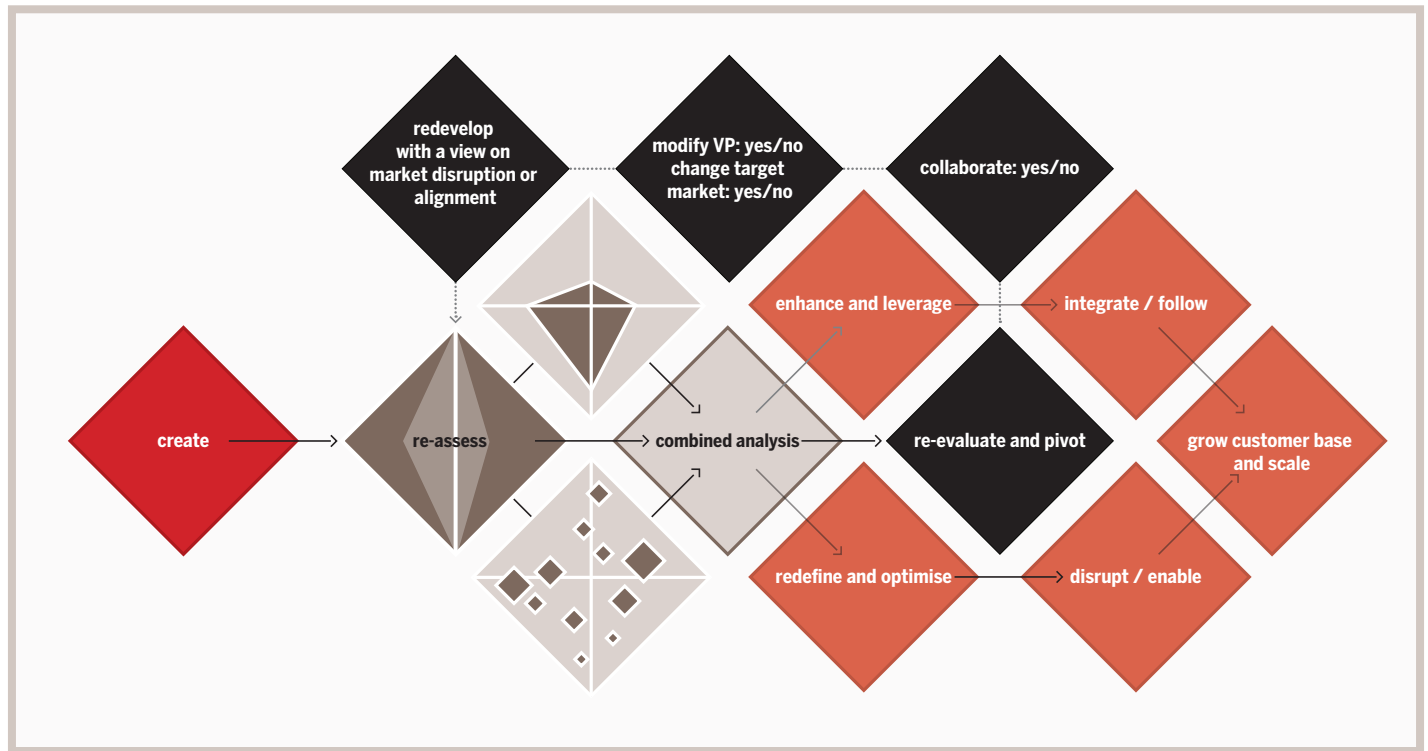 redevelop
with a view on
market disruption or
alignment
modify VP: yes/no
change target
market: yes/no
collaborate: yes/no
enhance and leverage
integrate / follow
create
re-assess
combined analysis
re-evaluate and pivot
grow customer base
and scale
redefine and optimise
disrupt / enable